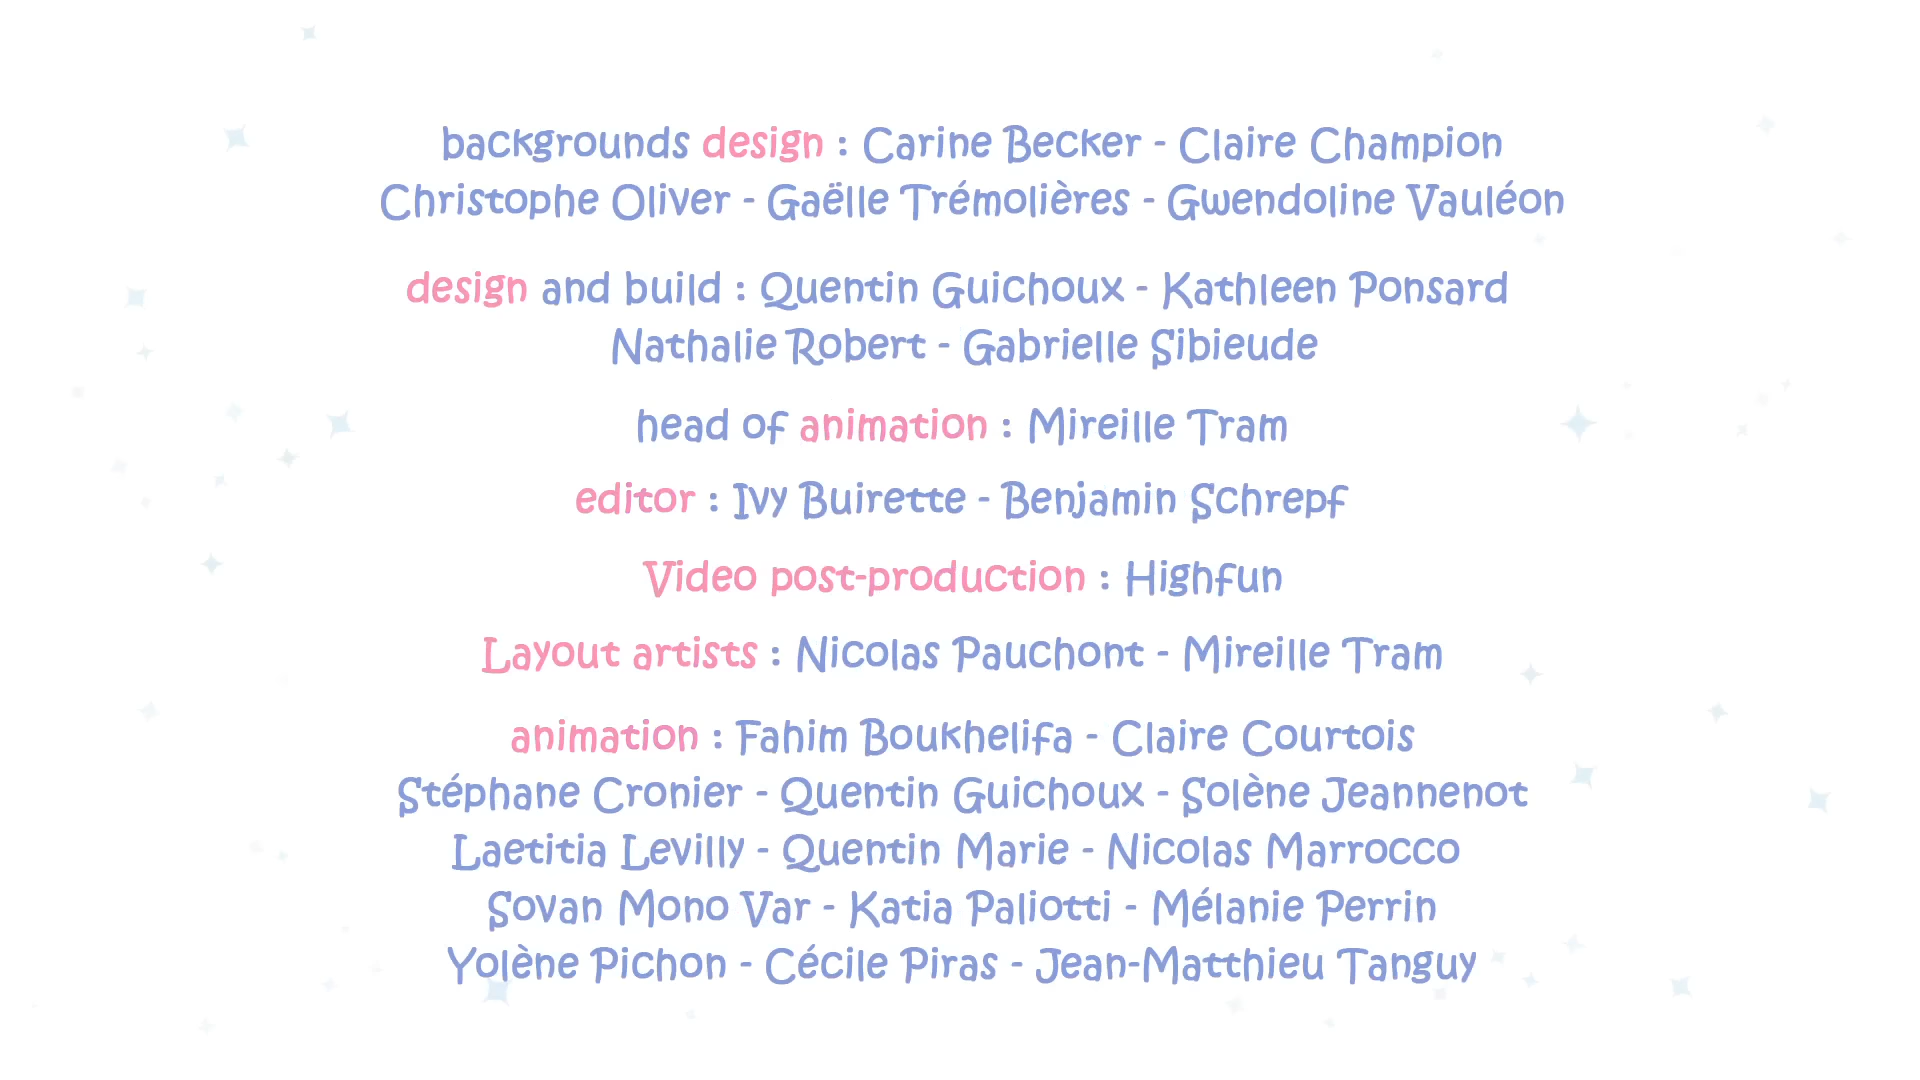 backgrounds design : Carine Becker - Claire Champion
Christophe Oliver - Gaëlle Trémolières - Gwendoline Vauléon
design and build : Quentin Guichoux - Kathleen Ponsard
Nathalie Robert - Gabrielle Sibieude
head of animation : Mireille Tram
editor : Ivy Buirette - Benjamin Schrepf
Video post-production : Highfun
Layout artists : Nicolas Pauchont - Mireille Tram
animation : Fahim Boukhelifa - Claire Courtois
Stéphane Cronier - Quentin Guichoux - Solène Jeannenot
Laetitia Levilly - Quentin Marie - Nicolas Marrocco
Sovan Mono Var - Katia Paliotti - Mélanie Perrin
Yolène Pichon - Cécile Piras - Jean-Matthieu Tanguy